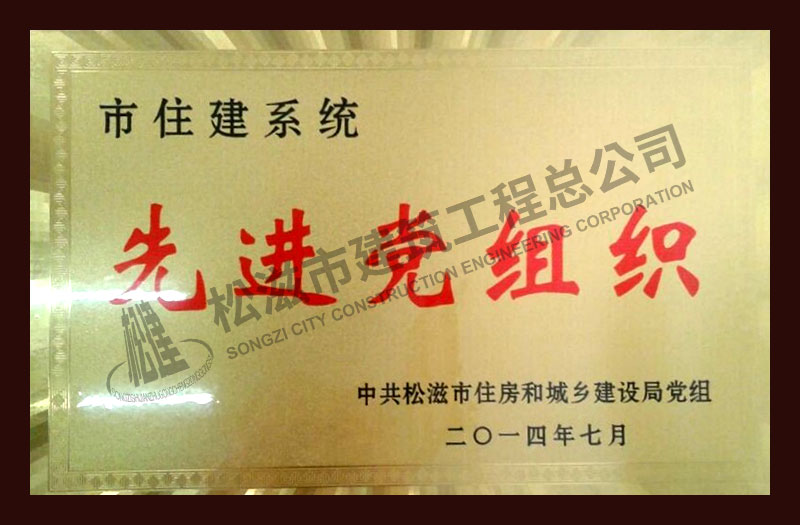 市住建系统
先进党组织
松滋市建筑工程总公司
SONGZI CITY CONSTRUCTION ENGINEERING CORPORATION
中共松滋市住房和城乡建设局党组
二〇一四年七月